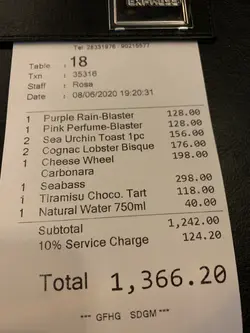 EXPRESS
Tel 28331978 90215577
Table : 18
Txn : 35316
Staff : Rosa
Date : 08/06/2020 19:20:31
1 Purple Rain-Blaster 128.00
1 Pink Perfume-Blaster 128.00
2 Sea Urchin Toast 1pc 156.00
2 Cognac Lobster Bisque 176.00
1 Cheese Wheel 198.00
Carbonara
1 Seabass 298.00
1 Tiramisu Choco. Tart 118.00
1 Natural Water 750ml 40.00
Subtotal 1,242.00
10% Service Charge 124.20
Total 1,366.20
*** GFHG SDGM ***